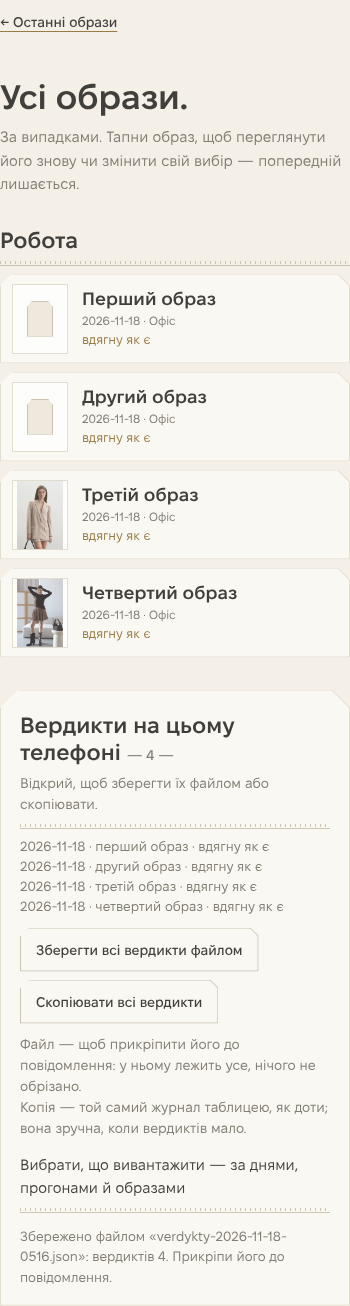 ← Останні образи
Усі образи.
За випадками. Тапни образ, щоб переглянути
його знову чи змінити свій вибір — попередній
лишається.
Робота
Перший образ
2026-11-18 · Офіс
вдягну як є
Другий образ
2026-11-18 · Офіс
вдягну як є
Третій образ
2026-11-18 · Офіс
вдягну як є
Четвертий образ
2026-11-18 · Офіс
вдягну як є
Вердикти на цьому
телефоні — 4 —
Відкрий, щоб зберегти їх файлом або
скопіювати.
2026-11-18 · перший образ · вдягну як є
2026-11-18 · другий образ · вдягну як є
2026-11-18 · третій образ · вдягну як є
2026-11-18 · четвертий образ · вдягну як є
Зберегти всі вердикти файлом
Скопіювати всі вердикти
Файл — щоб прикріпити його до
повідомлення: у ньому лежить усе, нічого не
обрізано.
Копія — той самий журнал таблицею, як доти;
вона зручна, коли вердиктів мало.
Вибрати, що вивантажити — за днями,
прогонами й образами
Збережено файлом «verdykty-2026-11-18-
0516.json»: вердиктів 4. Прикріпи його до
повідомлення.